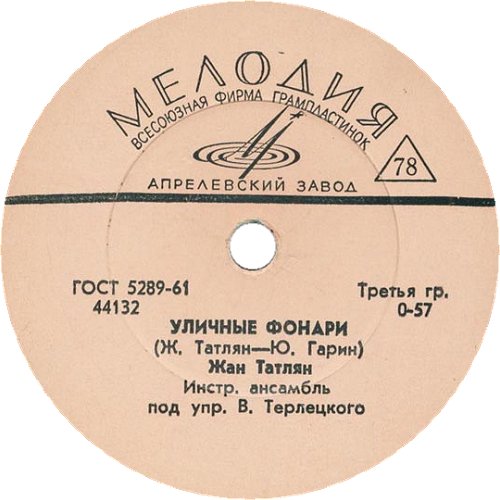 МЕЛОДИЯ
ВСЕСОЮЗНАЯ ФИРМА ГРАМПЛАСТИНОК
АПРЕЛЕВСКИЙ ЗАВОД
78
ГОСТ 5289-61
44132
Третья гр.
0-57
УЛИЧНЫЕ ФОНАРИ
(Ж. Татлян—Ю. Гарин)
Жан Татлян
Инстр. ансамбль
под упр. В. Терлецкого